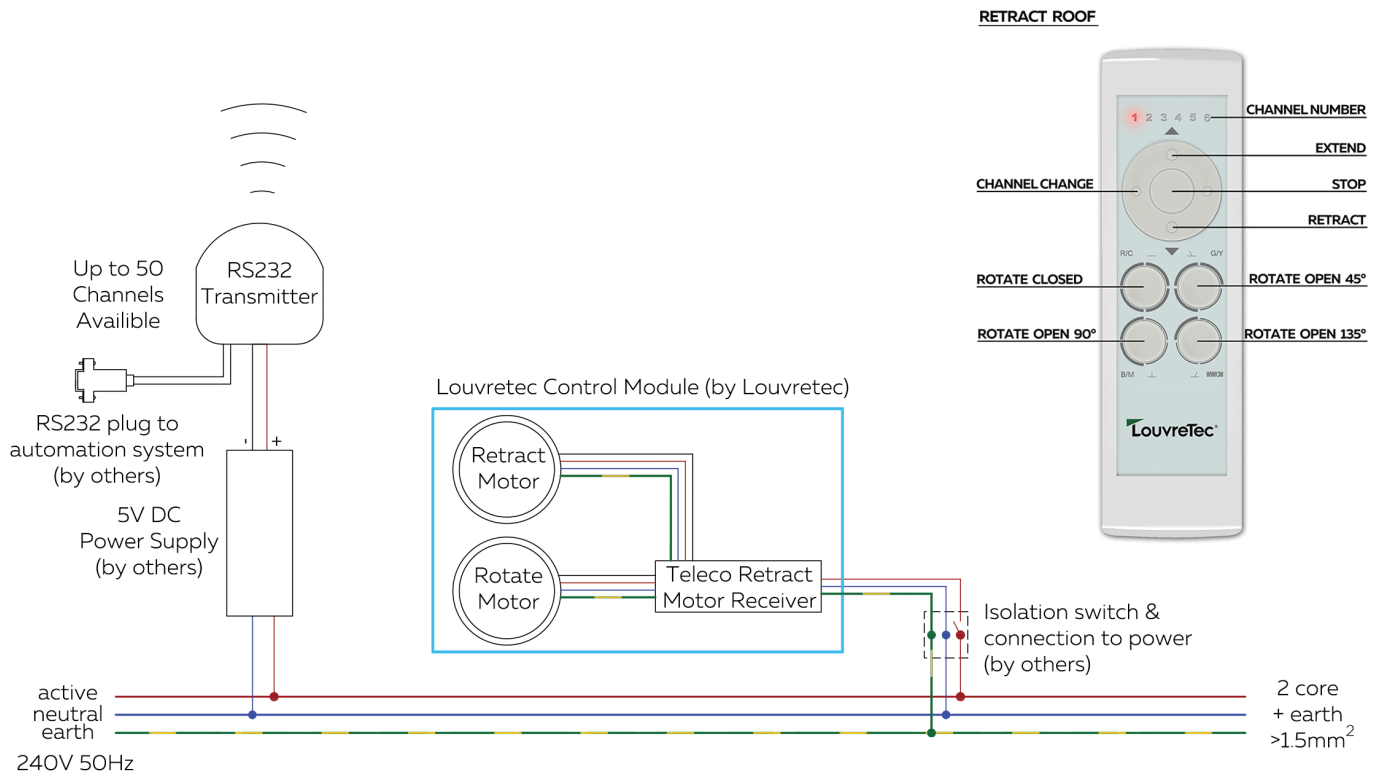 RETRACT ROOF
1 2 3 4 5 6
CHANNEL NUMBER
EXTEND
CHANNEL CHANGE
STOP
RETRACT
R/C
G/Y
ROTATE CLOSED
ROTATE OPEN 45º
ROTATE OPEN 90º
ROTATE OPEN 135º
B/M
W/N/O/W
LouvreTec®
Up to 50
Channels
Availible
RS232
Transmitter
RS232 plug to
automation system
(by others)
- +
5V DC
Power Supply
(by others)
Louvretec Control Module (by Louvretec)
Retract
Motor
Rotate
Motor
Teleco Retract
Motor Receiver
Isolation switch &
connection to power
(by others)
active
neutral
earth
240V 50Hz
2 core
+ earth
>1.5mm²